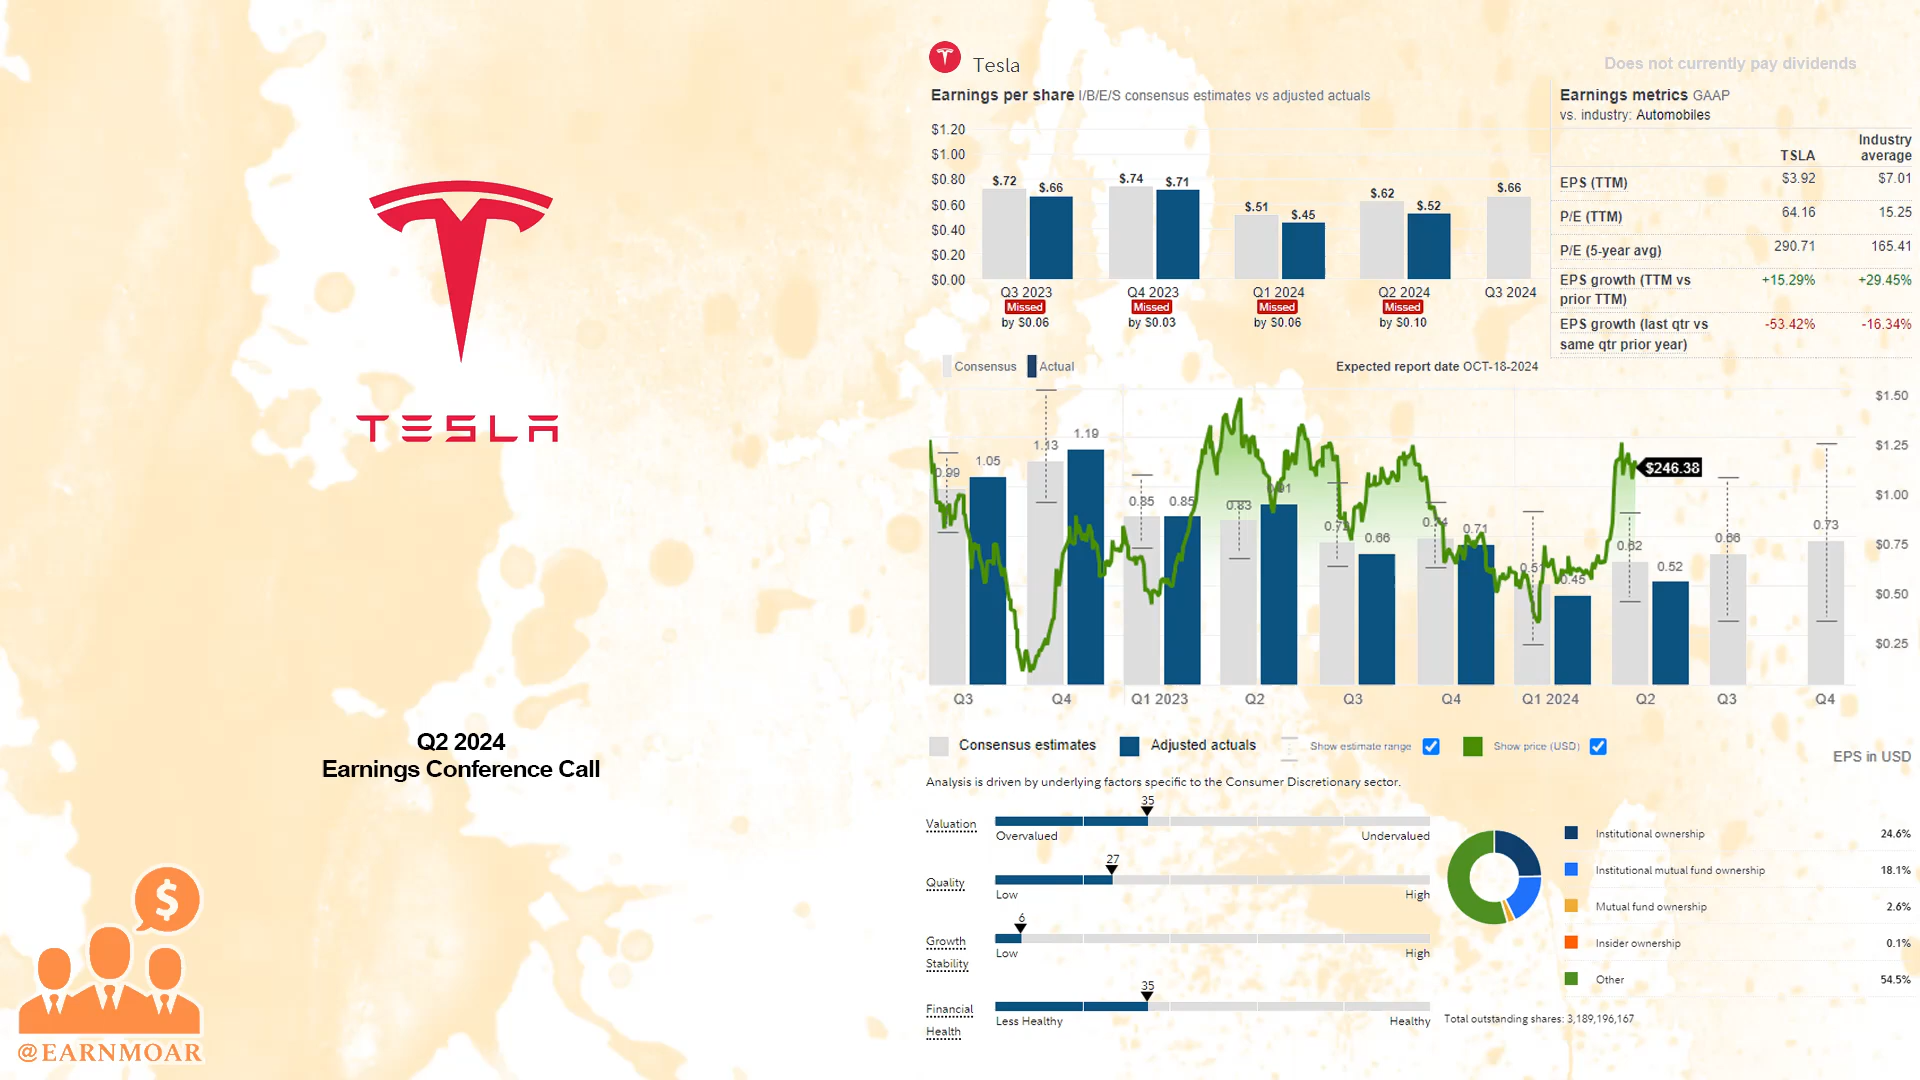 TESLA
Q2 2024
Earnings Conference Call
$
@EARNMOAR
Tesla
Does not currently pay dividends
Earnings per share I/B/E/S consensus estimates vs adjusted actuals
$1.20
$1.00
$0.80
$0.60
$0.40
$0.20
$0.00
$.72
$.66
$.74
$.71
$.51
$.45
$.62
$.52
$.66
Q3 2023
Q4 2023
Q1 2024
Q2 2024
Q3 2024
Missed
Missed
Missed
Missed
by $0.06
by $0.03
by $0.06
by $0.10
Consensus
Actual
Expected report date OCT-18-2024
Earnings metrics GAAP
vs. industry: Automobiles
TSLA
Industry average
EPS (TTM) $3.92 $7.01
P/E (TTM) 64.16 15.25
P/E (5-year avg) 290.71 165.41
EPS growth (TTM vs prior TTM) +15.29% +29.45%
EPS growth (last qtr vs same qtr prior year) -53.42% -16.34%
$1.50
$1.25
$1.00
$0.75
$0.50
$0.25
0.99
1.05
1.13
1.19
0.85
0.85
0.83
0.91
0.72
0.66
0.74
0.71
0.51
0.45
0.62
0.52
0.66
0.73
$246.38
Q3
Q4
Q1 2023
Q2
Q3
Q4
Q1 2024
Q2
Q3
Q4
Consensus estimates
Adjusted actuals
Show estimate range
Show price (USD)
EPS in USD
Analysis is driven by underlying factors specific to the Consumer Discretionary sector.
Valuation
35
Overvalued
Undervalued
Quality
27
Low
High
Growth
Stability
6
Low
High
Financial
Health
35
Less Healthy
Healthy
Institutional ownership 24.6%
Institutional mutual fund ownership 18.1%
Mutual fund ownership 2.6%
Insider ownership 0.1%
Other 54.5%
Total outstanding shares: 3,189,196,167